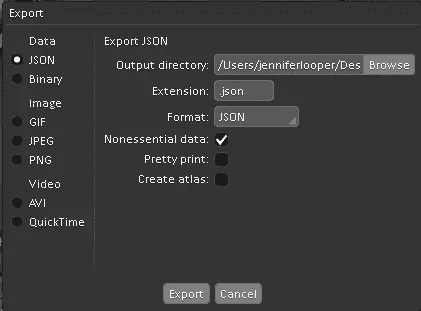 Export
Data
JSON
Binary
Image
GIF
JPEG
PNG
Video
AVI
QuickTime
Export JSON
Output directory: /Users/jenniferlooper/Des Browse
Extension: .json
Format: JSON
Nonessential data:
Pretty print:
Create atlas:
Export Cancel